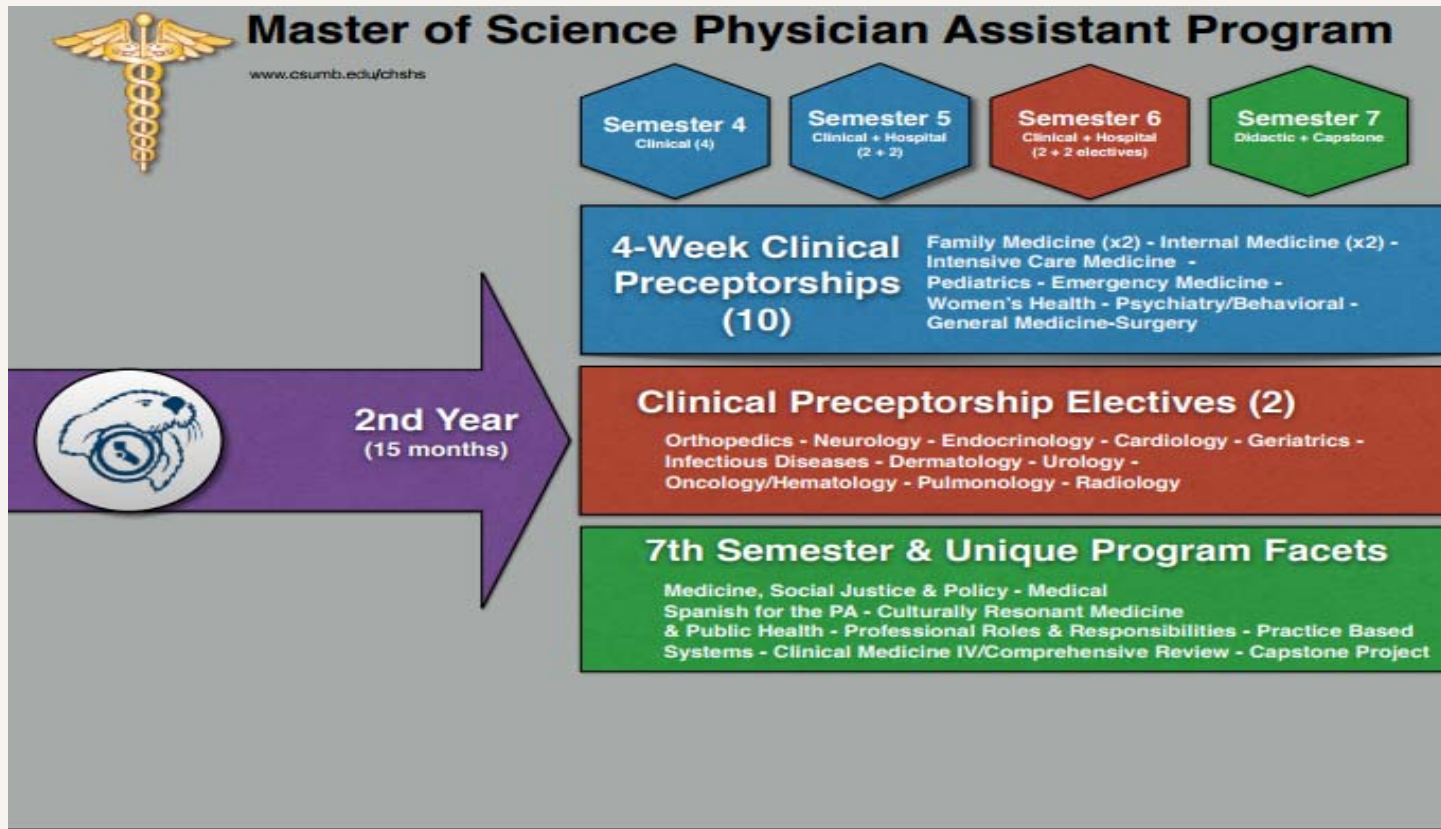 Master of Science Physician Assistant Program
www.csumb.edu/chshs
Semester 4
Clinical (4)
Semester 5
Clinical + Hospital
(2 + 2)
Semester 6
Clinical + Hospital
(2 + 2 electives)
Semester 7
Didactic + Capstone
2nd Year
(15 months)
4-Week Clinical
Preceptorships
(10)
Family Medicine (x2) - Internal Medicine (x2) -
Intensive Care Medicine -
Pediatrics - Emergency Medicine -
Women's Health - Psychiatry/Behavioral -
General Medicine-Surgery
Clinical Preceptorship Electives (2)
Orthopedics - Neurology - Endocrinology - Cardiology - Geriatrics -
Infectious Diseases - Dermatology - Urology -
Oncology/Hematology - Pulmonology - Radiology
7th Semester & Unique Program Facets
Medicine, Social Justice & Policy - Medical
Spanish for the PA - Culturally Resonant Medicine
& Public Health - Professional Roles & Responsibilities - Practice Based
Systems - Clinical Medicine IV/Comprehensive Review - Capstone Project